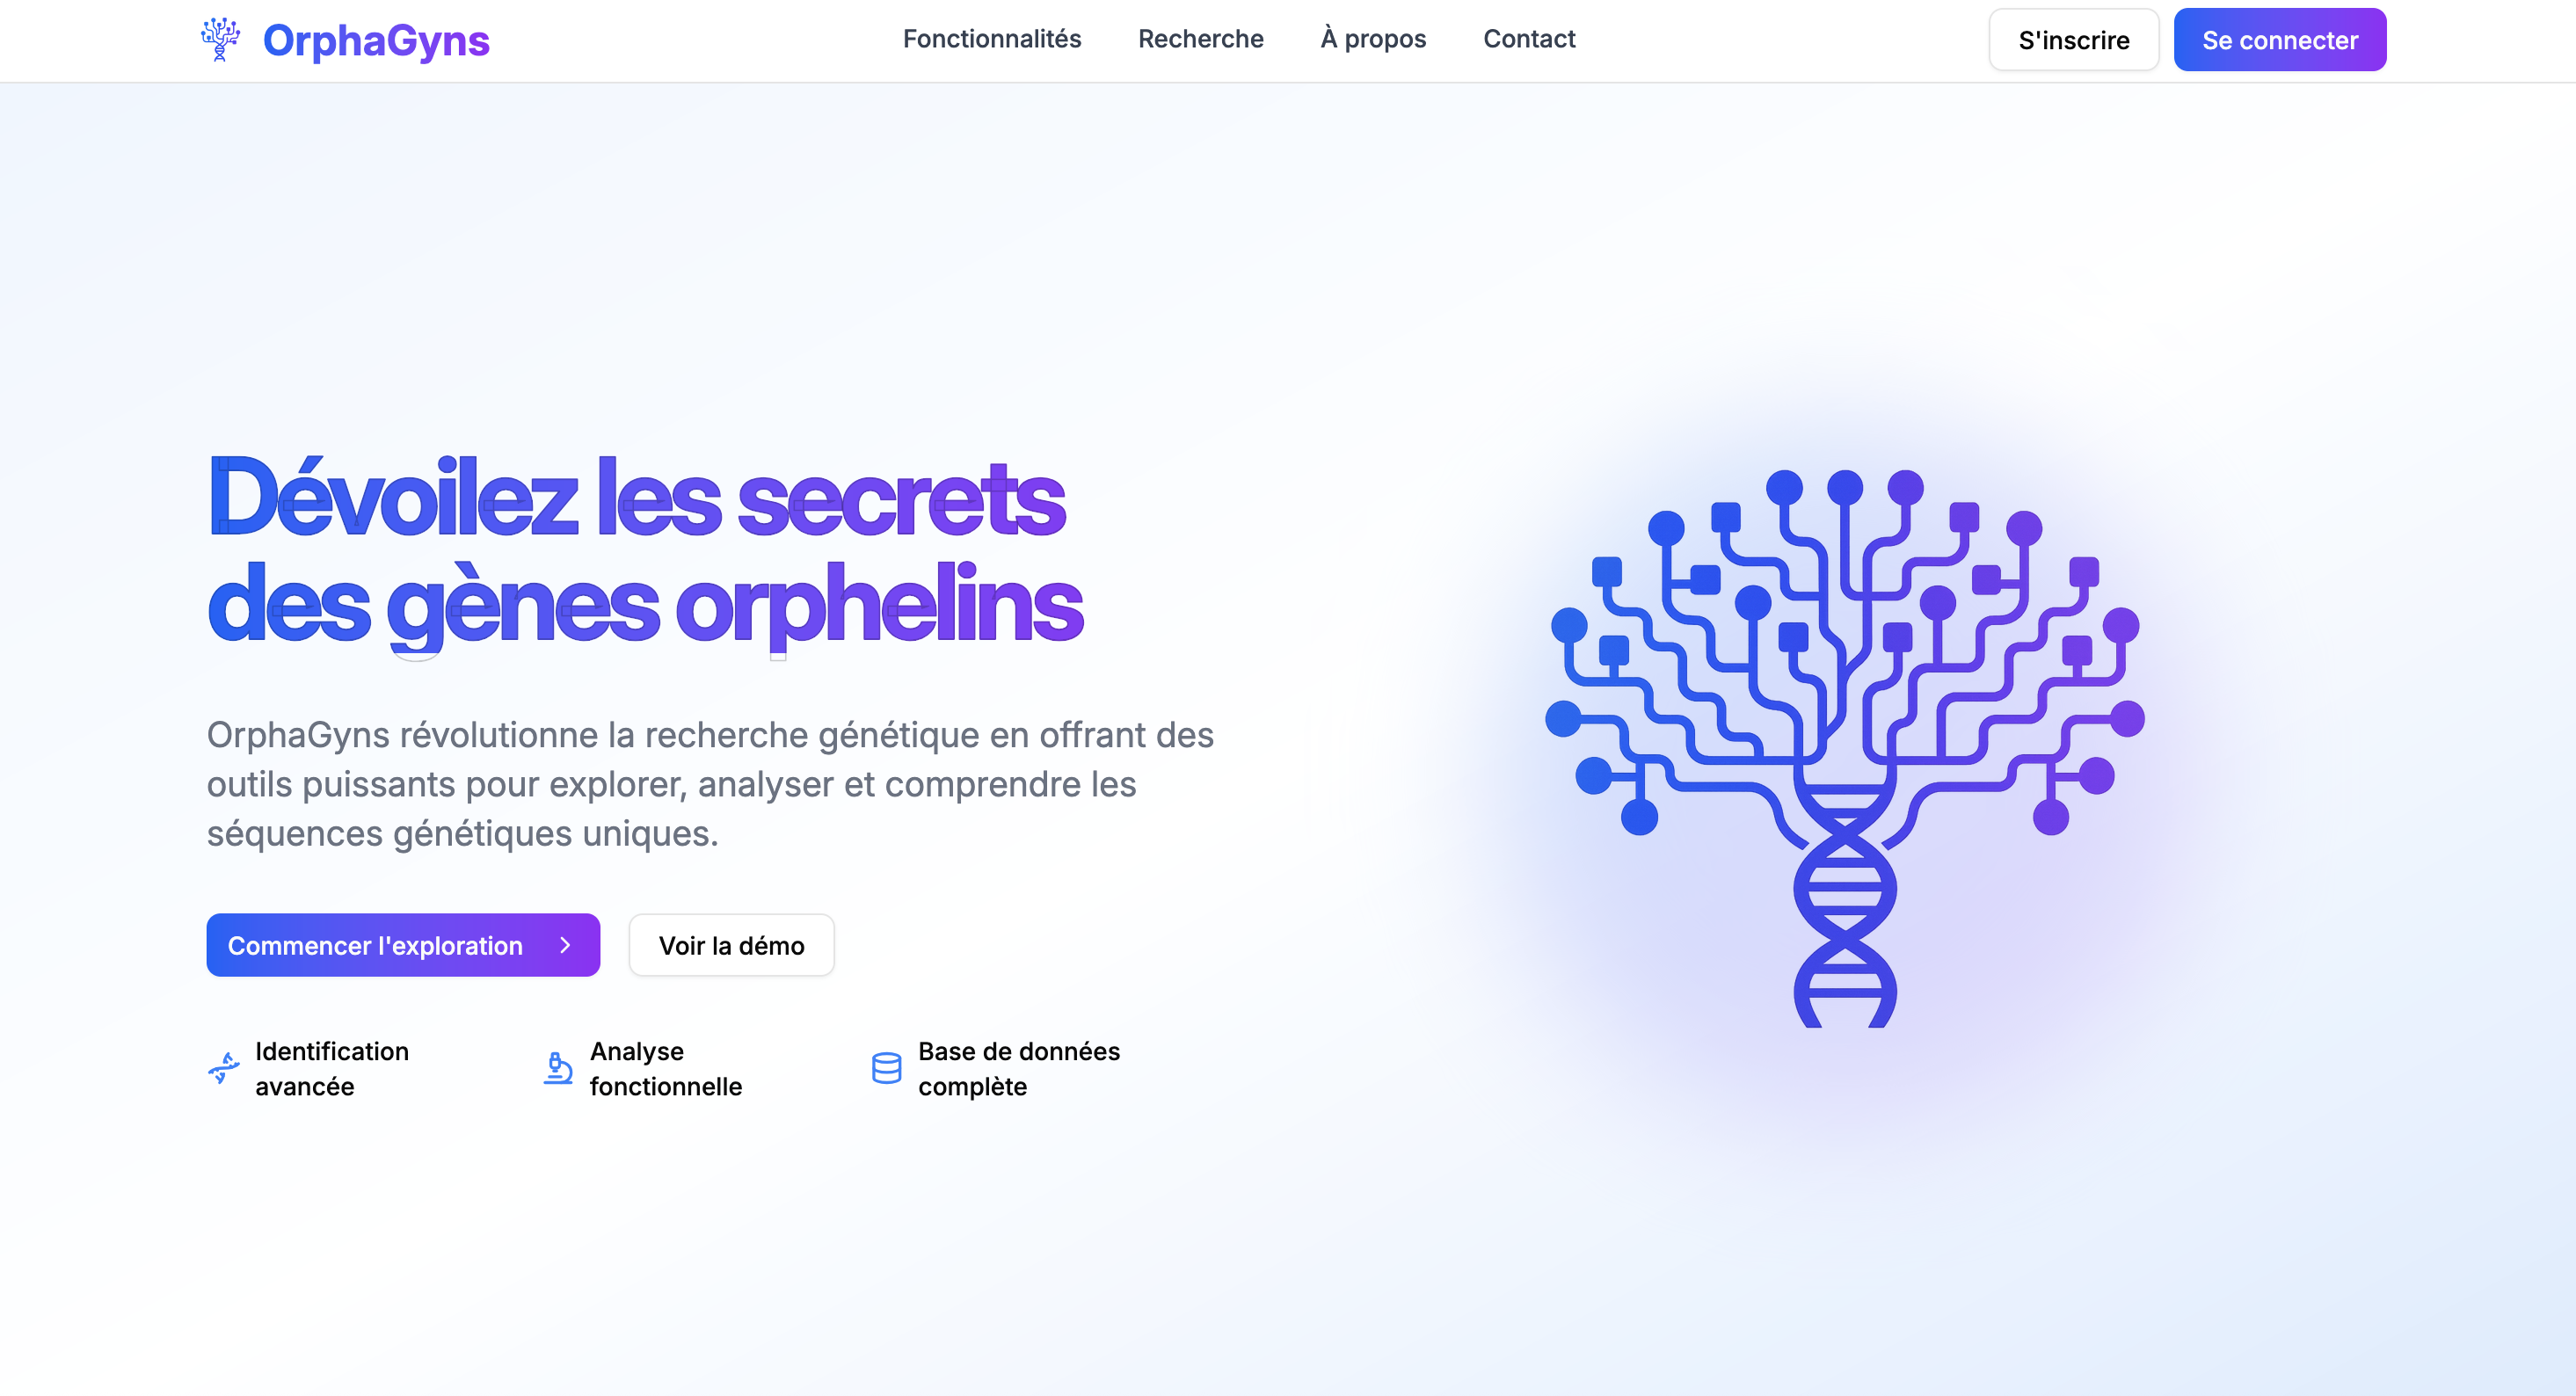 OrphaGyns
Fonctionnalités
Recherche
À propos
Contact
S'inscrire
Se connecter
Dévoilez les secrets
des gènes orphelins
OrphaGyns révolutionne la recherche génétique en offrant des
outils puissants pour explorer, analyser et comprendre les
séquences génétiques uniques.
Commencer l'exploration
Voir la démo
Identification
avancée
Analyse
fonctionnelle
Base de données
complète